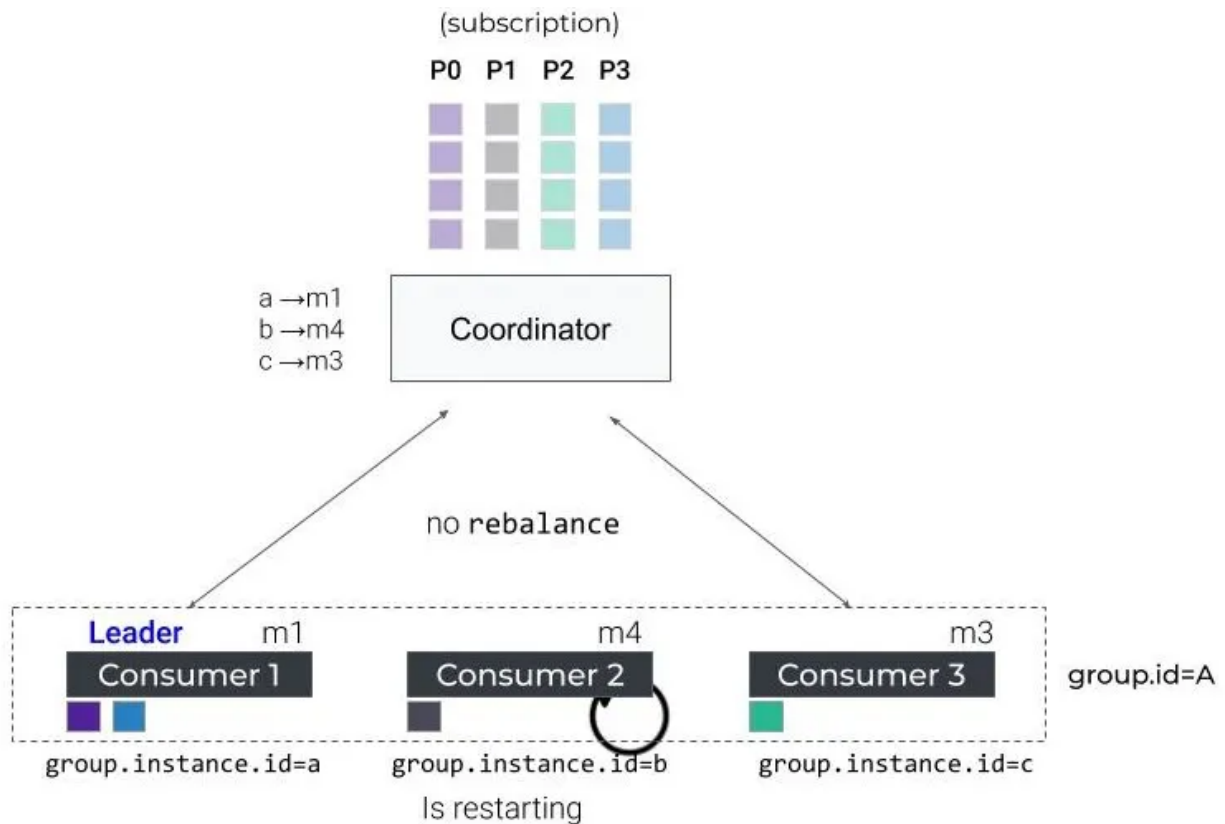 (subscription)
P0 P1 P2 P3
a →m1
b →m4
c →m3
Coordinator
no rebalance
Leader m1 m4 m3
Consumer 1 Consumer 2 Consumer 3
group.id=A
group.instance.id=a group.instance.id=b group.instance.id=c
Is restarting